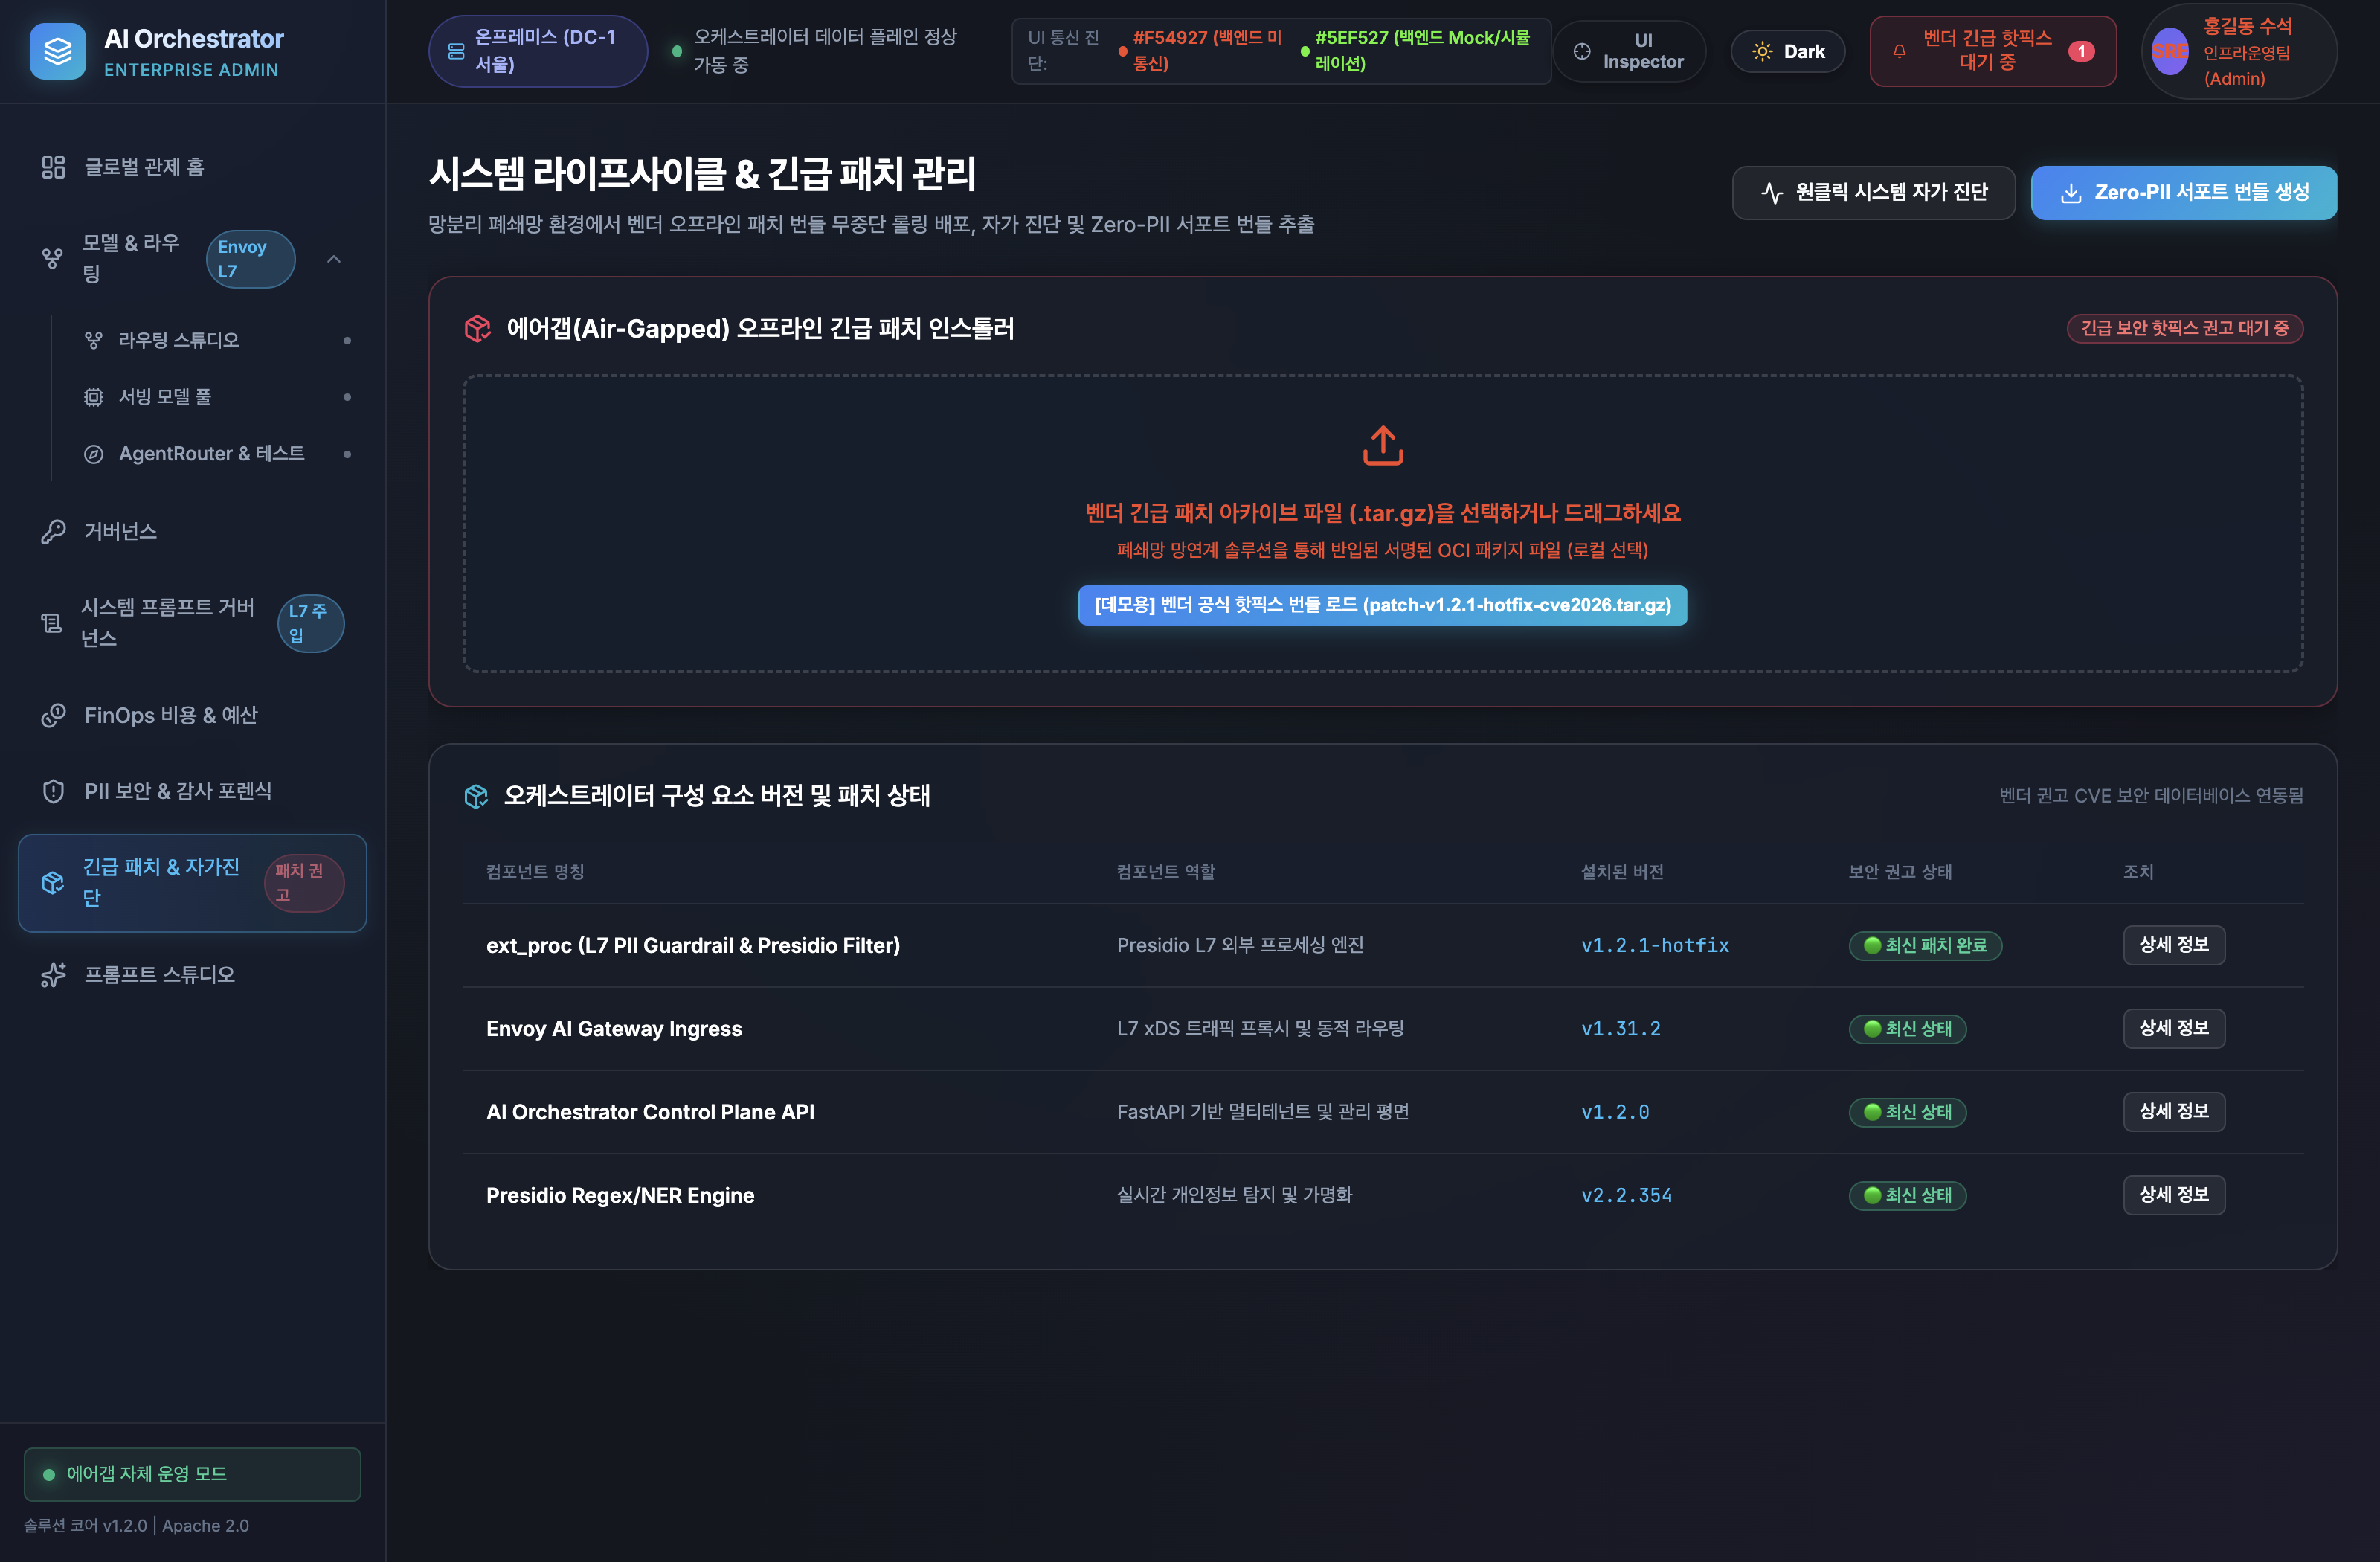 AI Orchestrator
ENTERPRISE ADMIN
온프레미스 (DC-1
서울)
오케스트레이터 데이터 플레인 정상
가동 중
UI 통신 진
단:
#F54927 (백엔드 미
통신)
#5EF527 (백엔드 Mock/시뮬
레이션)
UI
Inspector
Dark
벤더 긴급 핫픽스
대기 중
1
SRE
홍길동 수석
인프라운영팀
(Admin)
글로벌 관제 홈
모델 & 라우
팅
Envoy
L7
라우팅 스튜디오
서빙 모델 풀
AgentRouter & 테스트
거버넌스
시스템 프롬프트 거버
넌스
L7 주
입
FinOps 비용 & 예산
PII 보안 & 감사 포렌식
긴급 패치 & 자가진
단
패치 권
고
프롬프트 스튜디오
에어갭 자체 운영 모드
솔루션 코어 v1.2.0 | Apache 2.0
시스템 라이프사이클 & 긴급 패치 관리
망분리 폐쇄망 환경에서 벤더 오프라인 패치 번들 무중단 롤링 배포, 자가 진단 및 Zero-PII 서포트 번들 추출
원클릭 시스템 자가 진단
Zero-PII 서포트 번들 생성
에어갭(Air-Gapped) 오프라인 긴급 패치 인스톨러
긴급 보안 핫픽스 권고 대기 중
벤더 긴급 패치 아카이브 파일 (.tar.gz)을 선택하거나 드래그하세요
폐쇄망 망연계 솔루션을 통해 반입된 서명된 OCI 패키지 파일 (로컬 선택)
[데모용] 벤더 공식 핫픽스 번들 로드 (patch-v1.2.1-hotfix-cve2026.tar.gz)
오케스트레이터 구성 요소 버전 및 패치 상태
벤더 권고 CVE 보안 데이터베이스 연동됨
컴포넌트 명칭 컴포넌트 역할 설치된 버전 보안 권고 상태 조치
ext_proc (L7 PII Guardrail & Presidio Filter) Presidio L7 외부 프로세싱 엔진 v1.2.1-hotfix 최신 패치 완료 상세 정보
Envoy AI Gateway Ingress L7 xDS 트래픽 프록시 및 동적 라우팅 v1.31.2 최신 상태 상세 정보
AI Orchestrator Control Plane API FastAPI 기반 멀티테넌트 및 관리 평면 v1.2.0 최신 상태 상세 정보
Presidio Regex/NER Engine 실시간 개인정보 탐지 및 가명화 v2.2.354 최신 상태 상세 정보